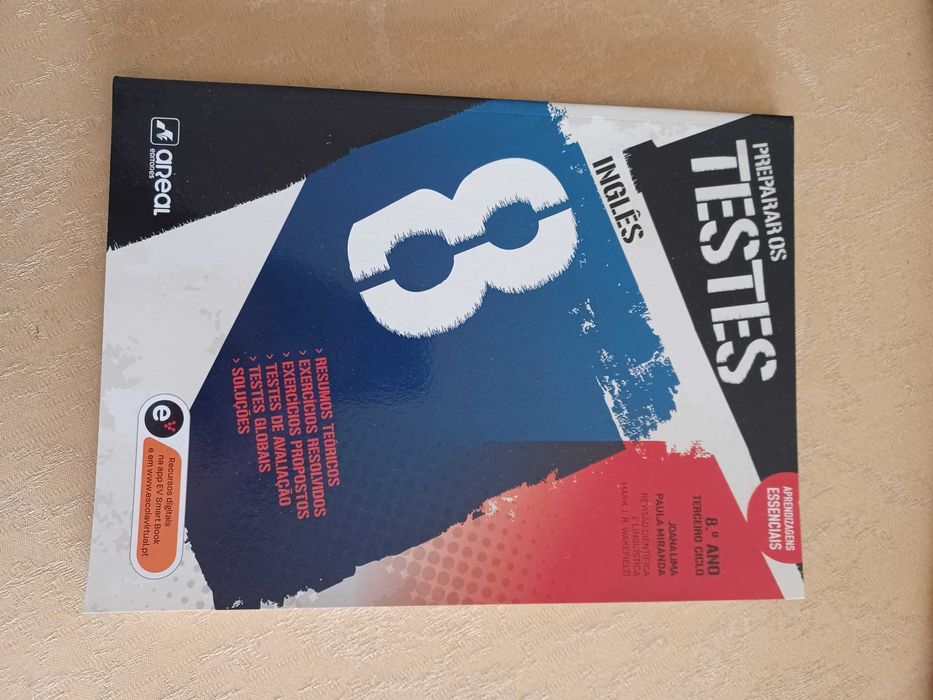 PREPARAR OS
TESTES
APRENDIZAGENS
ESSENCIAIS
INGLÊS
8.º ANO
TERCEIRO CICLO
JOANA LIMA
PAULA MIRANDA
REVISÃO CIENTÍFICA
E LINGUÍSTICA
MARK J. R. WAKEFIELD
8
> RESUMOS TEÓRICOS
> EXERCÍCIOS RESOLVIDOS
> EXERCÍCIOS PROPOSTOS
> TESTES DE AVALIAÇÃO
> TESTES GLOBAIS
> SOLUÇÕES
areal
EDITORES
e
Recursos digitais
na app EV Smart Book
e em www.escolavirtual.pt